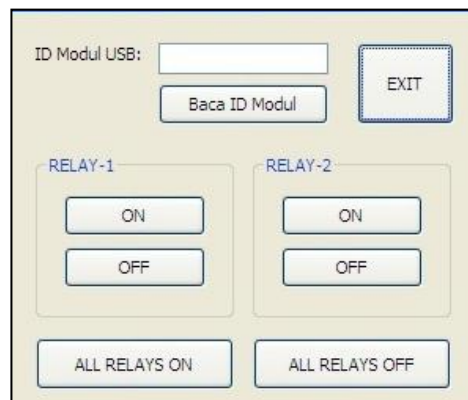 ID Modul USB:
EXIT
Baca ID Modul
RELAY-1
ON
OFF
RELAY-2
ON
OFF
ALL RELAYS ON
ALL RELAYS OFF